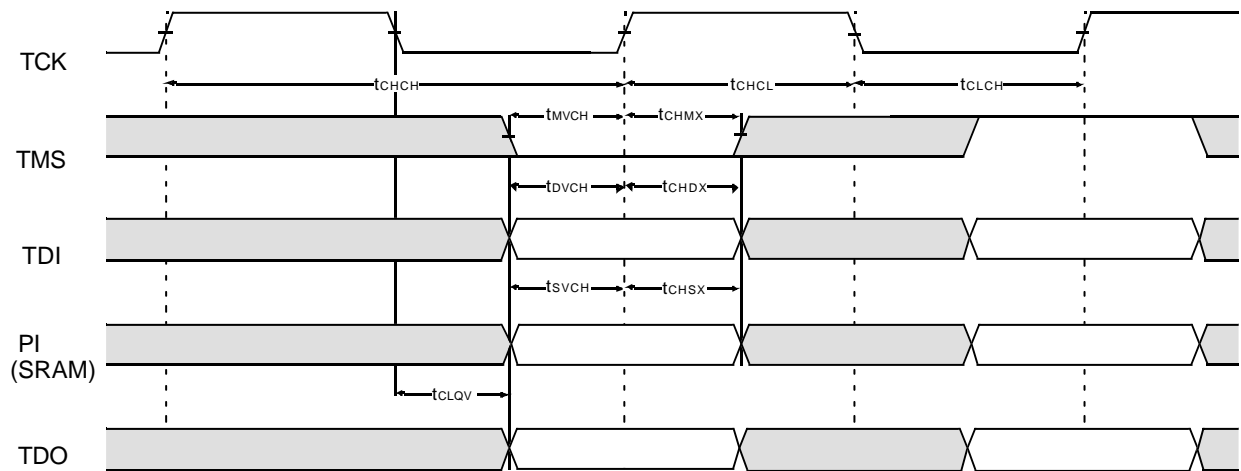 TCK
tCHCH tCHCL tCLCH
tMVCH tCHMX
TMS
tDVCH tCHDX
TDI
tSVCH tCHSX
PI
(SRAM)
tCLQV
TDO